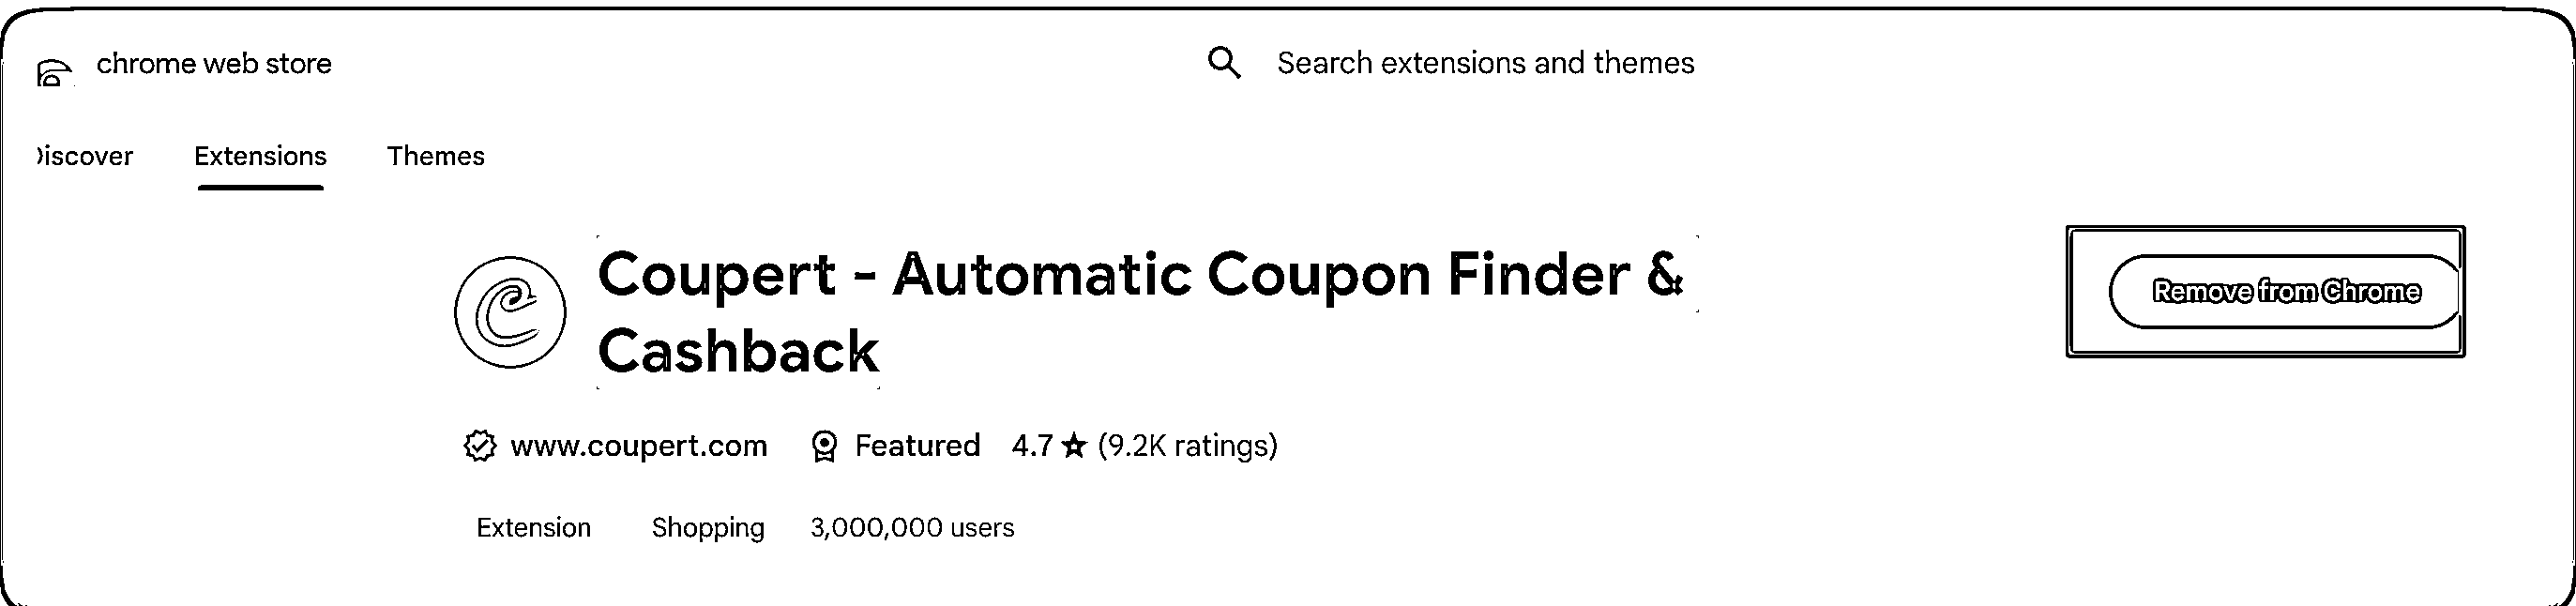 chrome web store
Search extensions and themes
Discover Extensions Themes
Coupert - Automatic Coupon Finder &
Cashback
Remove from Chrome
www.coupert.com Featured 4.7 ★ (9.2K ratings)
Extension Shopping 3,000,000 users